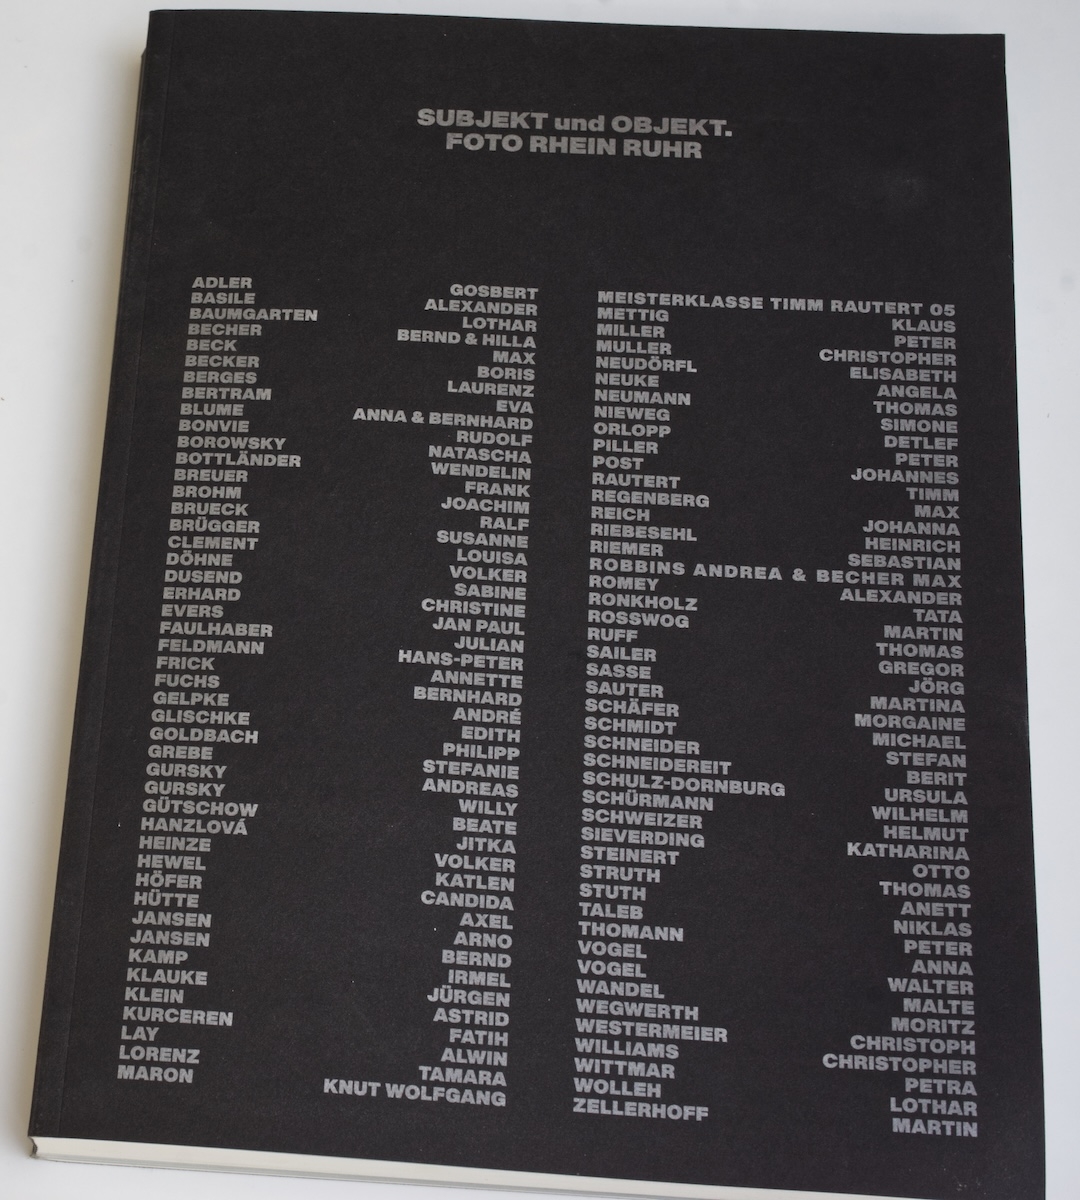 SUBJEKT und OBJEKT.
FOTO RHEIN RUHR
ADLER GOSBERT
BASILE ALEXANDER
BAUMGARTEN LOTHAR
BECHER BERND & HILLA
BECK MAX
BECKER BORIS
BERGES LAURENZ
BERTRAM EVA
BLUME ANNA & BERNHARD
BONVIE RUDOLF
BOROWSKY NATASCHA
BOTTLÄNDER WENDELIN
BREUER FRANK
BROHM JOACHIM
BRUECK RALF
BRÜGGER SUSANNE
CLEMENT LOUISA
DÖHNE VOLKER
DUSEND SABINE
ERHARD CHRISTINE
EVERS JAN PAUL
FAULHABER JULIAN
FELDMANN HANS-PETER
FRICK ANNETTE
FUCHS BERNHARD
GELPKE ANDRÉ
GLISCHKE EDITH
GOLDBACH PHILIPP
GREBE STEFANIE
GURSKY ANDREAS
GURSKY WILLY
GÜTSCHOW BEATE
HANZLOVÁ JITKA
HEINZE VOLKER
HEWEL KATLEN
HÖFER CANDIDA
HÜTTE AXEL
JANSEN ARNO
JANSEN BERND
KAMP IRMEL
KLAUKE JÜRGEN
KLEIN ASTRID
KURCEREN FATIH
LAY ALWIN
LORENZ TAMARA
MARON KNUT WOLFGANG
MEISTERKLASSE TIMM RAUTERT 05
METTIG KLAUS
MILLER PETER
MULLER CHRISTOPHER
NEUDÖRFL ELISABETH
NEUKE ANGELA
NEUMANN THOMAS
NIEWEG SIMONE
ORLOPP DETLEF
PILLER PETER
POST JOHANNES
RAUTERT TIMM
REGENBERG MAX
REICH JOHANNA
RIEBESEHL HEINRICH
RIEMER SEBASTIAN
ROBBINS ANDREA & BECHER MAX
ROMEY ALEXANDER
RONKHOLZ TATA
ROSSWOG MARTIN
RUFF THOMAS
SAILER GREGOR
SASSE JÖRG
SAUTER MARTINA
SCHÄFER MORGAINE
SCHMIDT MICHAEL
SCHNEIDER STEFAN
SCHNEIDEREIT BERIT
SCHULZ-DORNBURG URSULA
SCHÜRMANN WILHELM
SCHWEIZER HELMUT
SIEVERDING KATHARINA
STEINERT OTTO
STRUTH THOMAS
STUTH ANETT
TALEB NIKLAS
THOMANN PETER
VOGEL ANNA
VOGEL WALTER
WANDEL MALTE
WEGWERTH MORITZ
WESTERMEIER CHRISTOPH
WILLIAMS CHRISTOPHER
WITTMAR PETRA
WOLLEH LOTHAR
ZELLERHOFF MARTIN